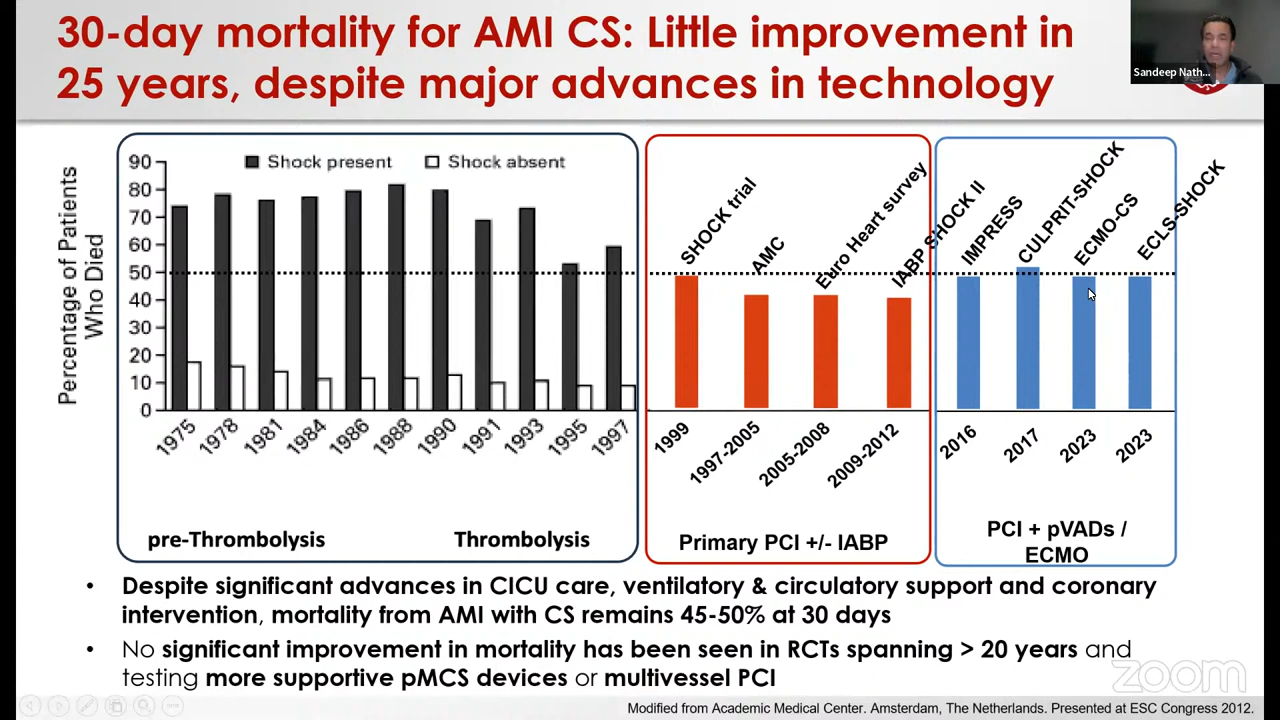 30-day mortality for AMI CS: Little improvement in
25 years, despite major advances in technology
Sandeep Nath...
Percentage of Patients
Who Died
90
80
70
60
50
40
30
20
10
0
Shock present
Shock absent
1975
1978
1981
1984
1986
1988
1990
1991
1993
1995
1997
pre-Thrombolysis
Thrombolysis
SHOCK trial
AMC
Euro Heart survey
IABP SHOCK II
1999
1997-2005
2005-2008
2009-2012
Primary PCI +/- IABP
IMPRESS
CULPRIT-SHOCK
ECMO-CS
ECLS-SHOCK
2016
2017
2023
2023
PCI + pVADs /
ECMO
• Despite significant advances in CICU care, ventilatory & circulatory support and coronary
intervention, mortality from AMI with CS remains 45-50% at 30 days
• No significant improvement in mortality has been seen in RCTs spanning > 20 years and
testing more supportive pMCS devices or multivessel PCI
zoom
Modified from Academic Medical Center. Amsterdam, The Netherlands. Presented at ESC Congress 2012.